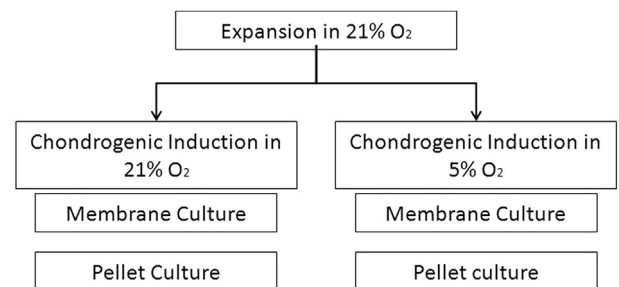 Expansion in 21% O₂
Chondrogenic Induction in
21% O₂
Membrane Culture
Pellet Culture
Chondrogenic Induction in
5% O₂
Membrane Culture
Pellet culture